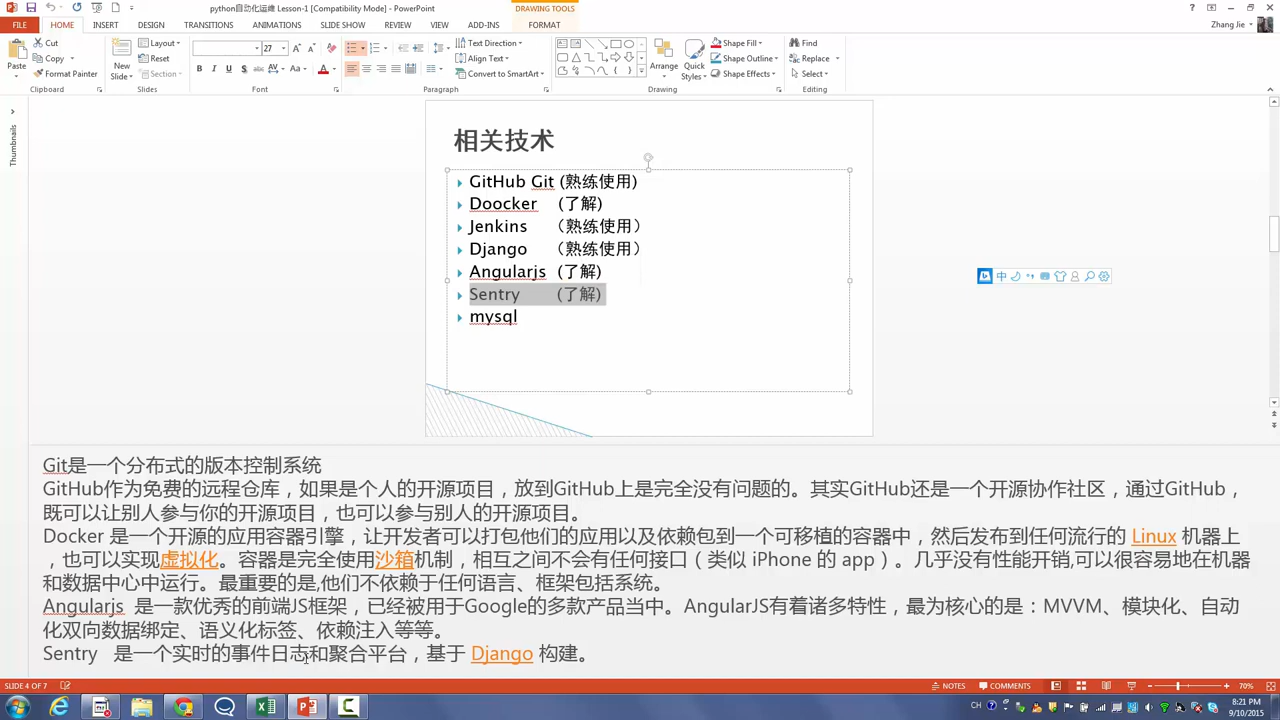 python自动化运维 Lesson-1 [Compatibility Mode] - PowerPoint
DRAWING TOOLS
FILE HOME INSERT DESIGN TRANSITIONS ANIMATIONS SLIDE SHOW REVIEW VIEW ADD-INS FORMAT
Zhang Jie
Paste
Cut
Copy
Format Painter
Clipboard
New Slide
Layout
Reset
Section
Slides
27
Font
Text Direction
Align Text
Convert to SmartArt
Paragraph
Arrange
Quick Styles
Shape Fill
Shape Outline
Shape Effects
Drawing
Find
Replace
Select
Editing
Thumbnails
相关技术
GitHub Git (熟练使用)
Doocker (了解)
Jenkins （熟练使用）
Django （熟练使用）
Angularjs (了解)
Sentry (了解)
mysql
中
Git是一个分布式的版本控制系统
GitHub作为免费的远程仓库，如果是个人的开源项目，放到GitHub上是完全没有问题的。其实GitHub还是一个开源协作社区，通过GitHub，
既可以让别人参与你的开源项目，也可以参与别人的开源项目。
Docker 是一个开源的应用容器引擎，让开发者可以打包他们的应用以及依赖包到一个可移植的容器中，然后发布到任何流行的 Linux 机器上
，也可以实现虚拟化。容器是完全使用沙箱机制，相互之间不会有任何接口（类似 iPhone 的 app）。几乎没有性能开销,可以很容易地在机器
和数据中心中运行。最重要的是,他们不依赖于任何语言、框架包括系统。
Angularjs 是一款优秀的前端JS框架，已经被用于Google的多款产品当中。AngularJS有着诸多特性，最为核心的是：MVVM、模块化、自动
化双向数据绑定、语义化标签、依赖注入等等。
Sentry 是一个实时的事件日志和聚合平台，基于 Django 构建。
SLIDE 4 OF 7
NOTES
COMMENTS
70%
CH
8:21 PM
9/10/2015